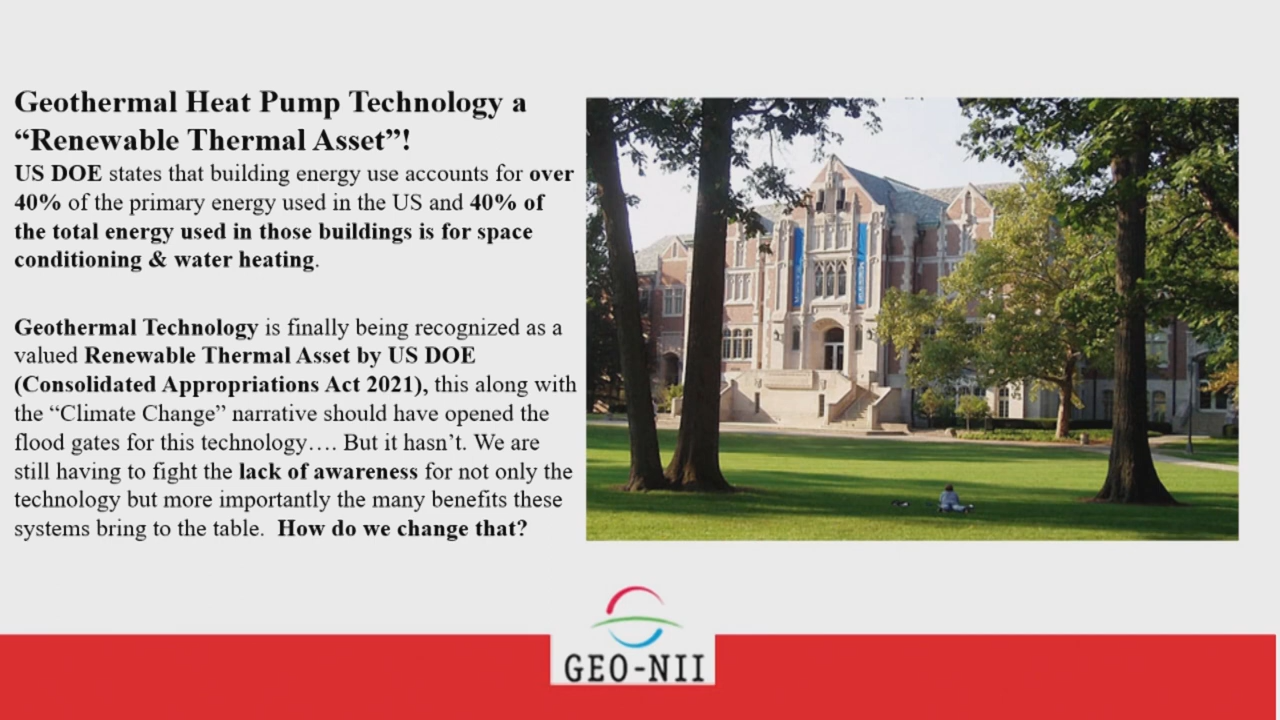 Geothermal Heat Pump Technology a
“Renewable Thermal Asset”!
US DOE states that building energy use accounts for over
40% of the primary energy used in the US and 40% of
the total energy used in those buildings is for space
conditioning & water heating.
Geothermal Technology is finally being recognized as a
valued Renewable Thermal Asset by US DOE
(Consolidated Appropriations Act 2021), this along with
the “Climate Change” narrative should have opened the
flood gates for this technology…. But it hasn’t. We are
still having to fight the lack of awareness for not only the
technology but more importantly the many benefits these
systems bring to the table.  How do we change that?
GEO-NII